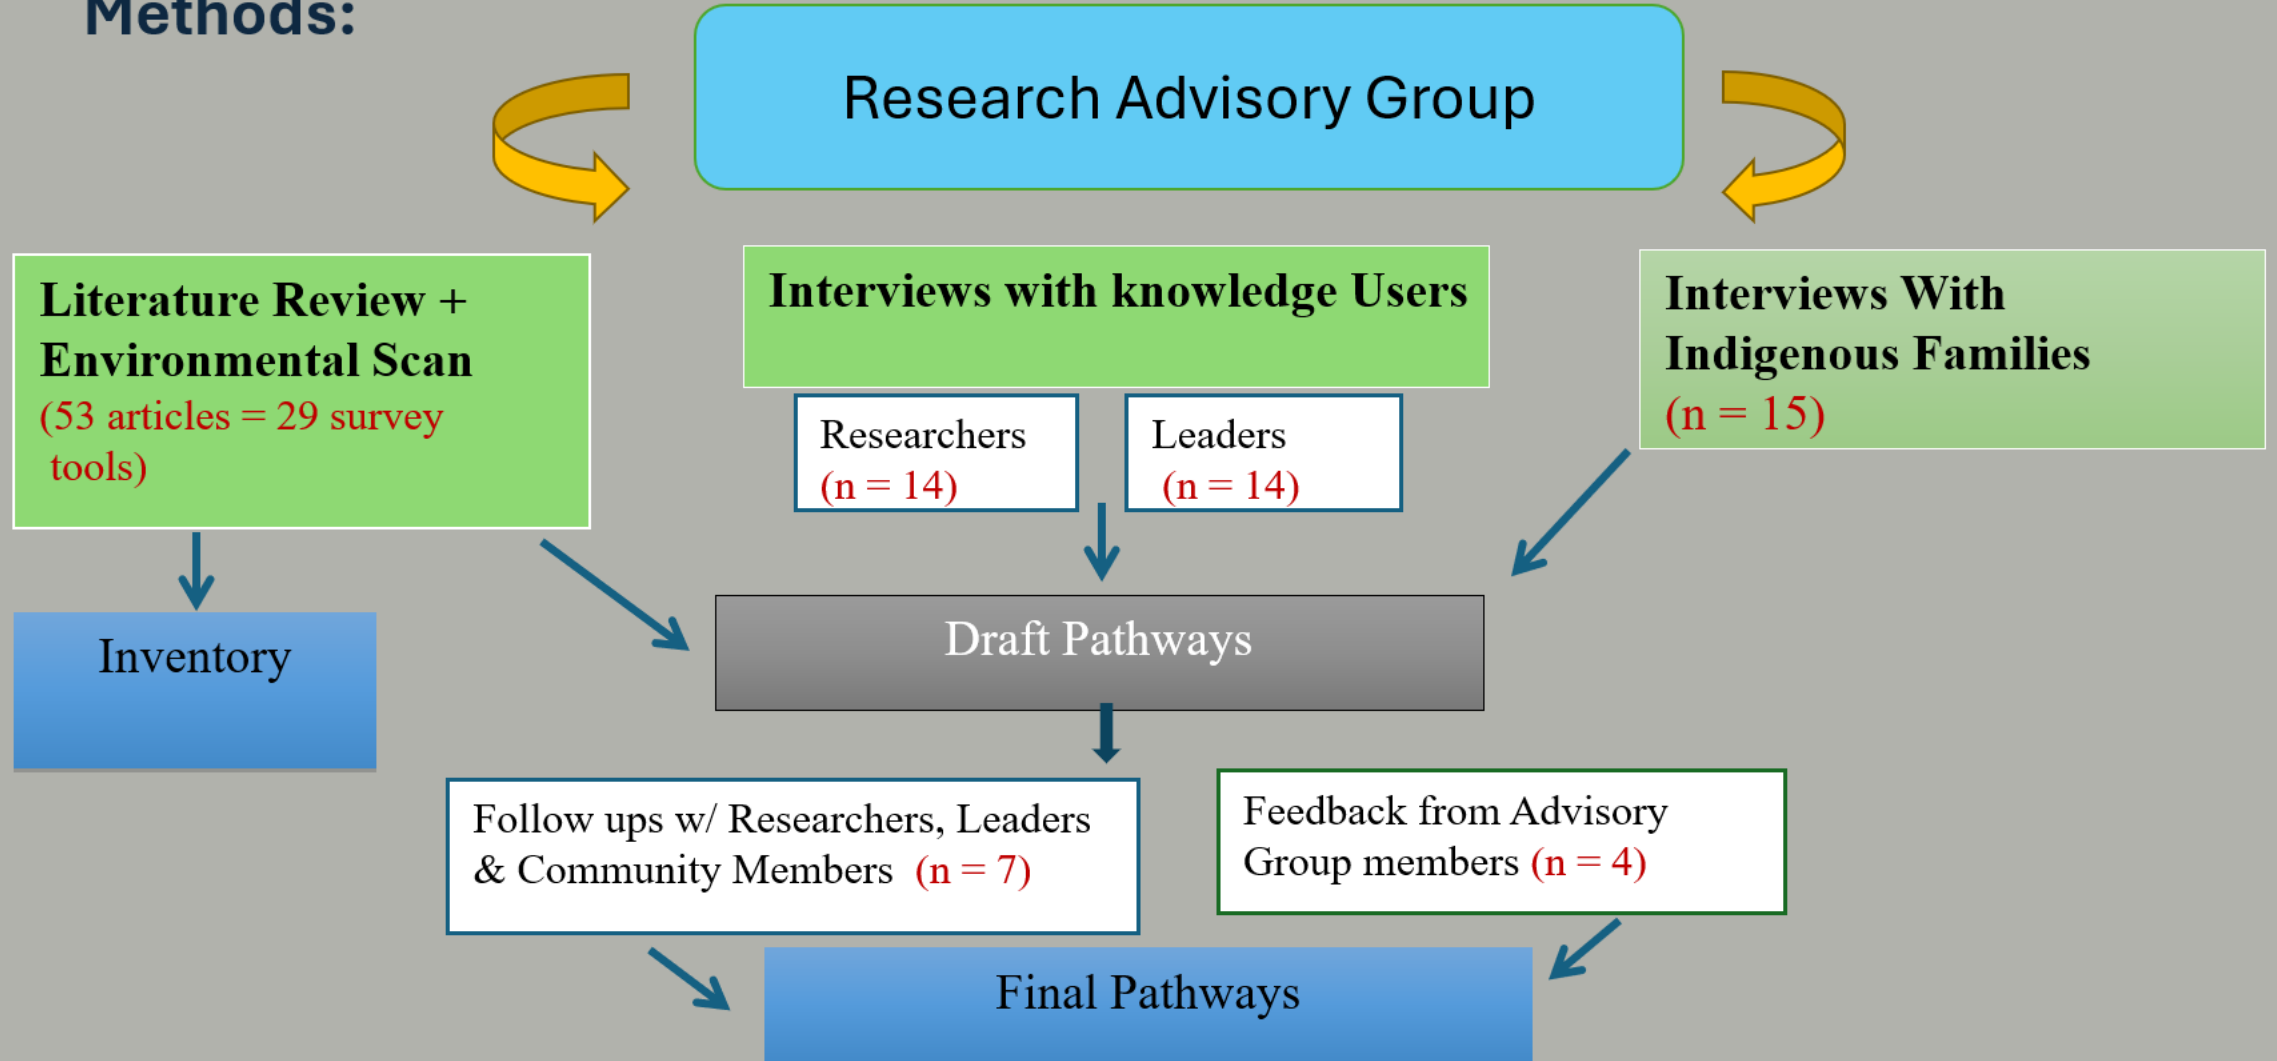 Methods:
Research Advisory Group
Literature Review +
Environmental Scan
(53 articles = 29 survey
tools)
Interviews with knowledge Users
Researchers
(n = 14)
Leaders
(n = 14)
Interviews With
Indigenous Families
(n = 15)
Inventory
Draft Pathways
Follow ups w/ Researchers, Leaders
& Community Members (n = 7)
Feedback from Advisory
Group members (n = 4)
Final Pathways